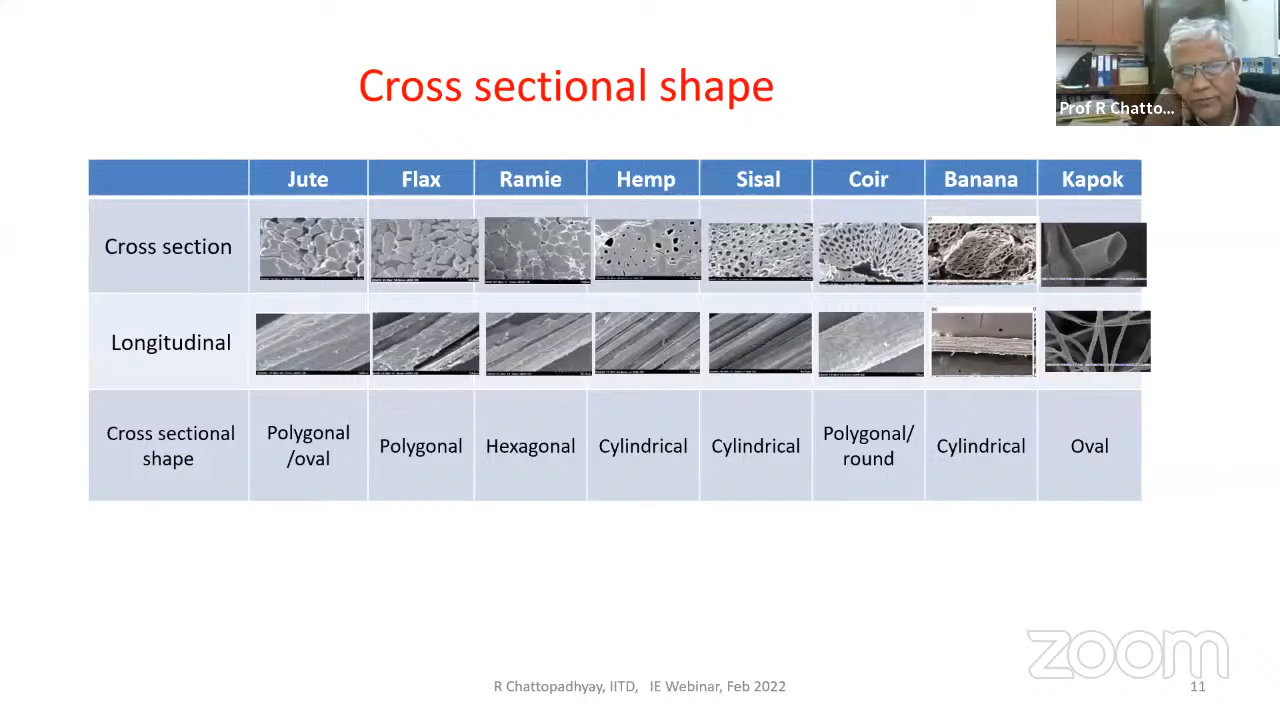 Cross sectional shape
Prof R Chatto...
Jute Flax Ramie Hemp Sisal Coir Banana Kapok
Cross section
Longitudinal
Cross sectional shape
Polygonal /oval
Polygonal
Hexagonal
Cylindrical
Cylindrical
Polygonal/ round
Cylindrical
Oval
zoom
R Chattopadhyay, IITD, IE Webinar, Feb 2022
11